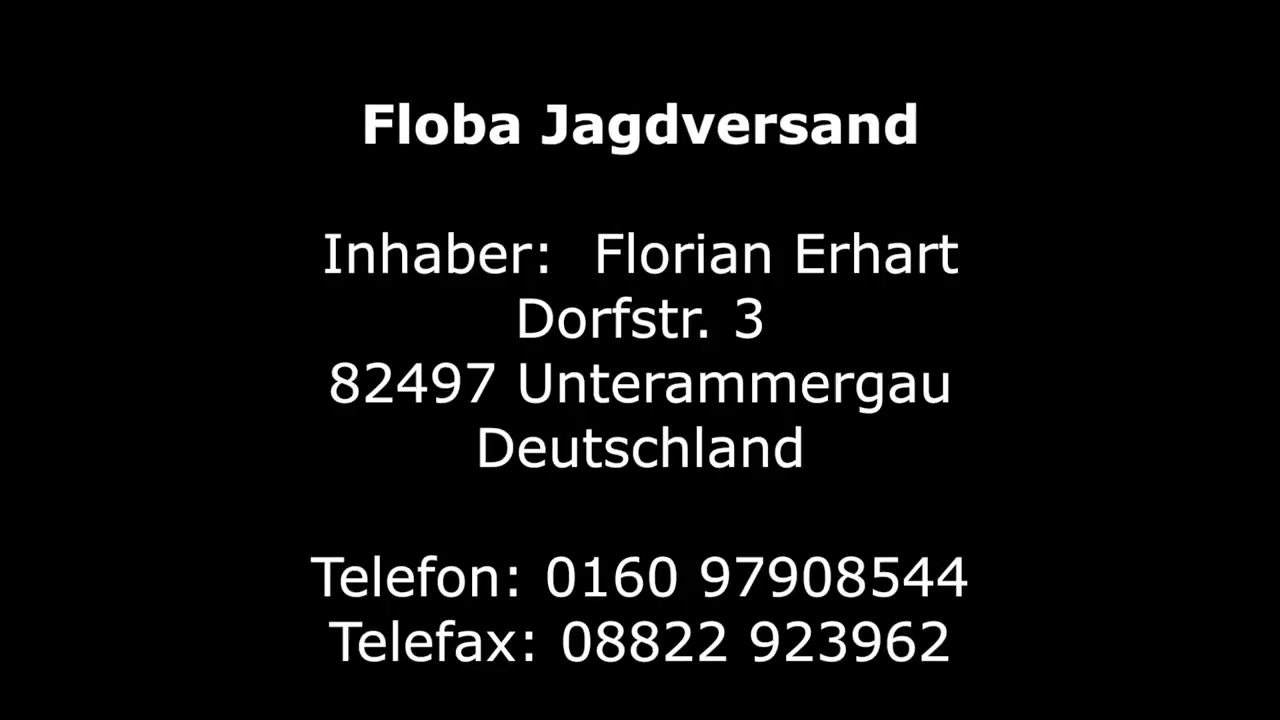 Floba Jagdversand
Inhaber:  Florian Erhart
Dorfstr. 3
82497 Unterammergau
Deutschland
Telefon: 0160 97908544
Telefax: 08822 923962